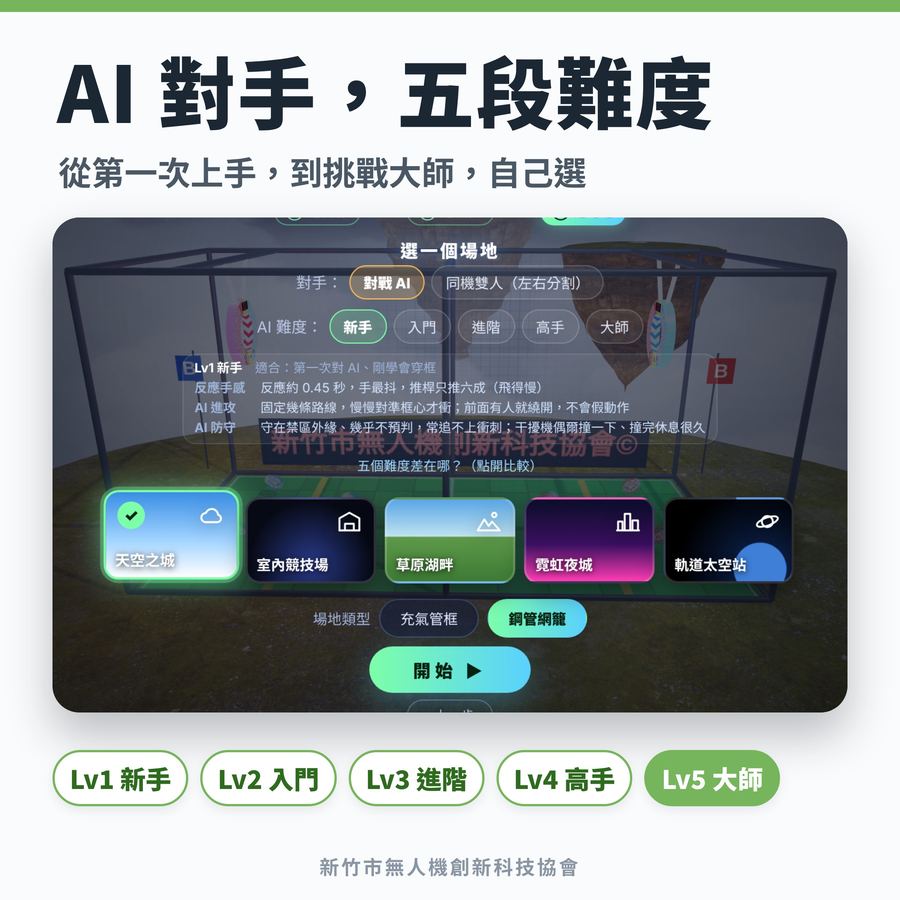 AI 對手，五段難度
從第一次上手，到挑戰大師，自己選
選一個場地
對手： 對戰 AI 同機雙人（左右分割）
AI 難度： 新手 入門 進階 高手 大師
B B
Lv1 新手 適合：第一次對 AI、剛學會穿框
反應手感 反應約 0.45 秒，手最抖，推桿只推六成（飛得慢）
AI 進攻 固定幾條路線，慢慢對準框心才衝；前面有人就繞開，不會假動作
AI 防守 守在禁區外緣、幾乎不預判，常追不上衝刺；干擾機偶爾撞一下、撞完休息很久
新竹市無人機創新科技協會©
五個難度差在哪？（點開比較）
天空之城 室內競技場 草原湖畔 霓虹夜城 軌道太空站
場地類型 充氣管框 鋼管網籠
開始 ▶
Lv1 新手 Lv2 入門 Lv3 進階 Lv4 高手 Lv5 大師
新竹市無人機創新科技協會